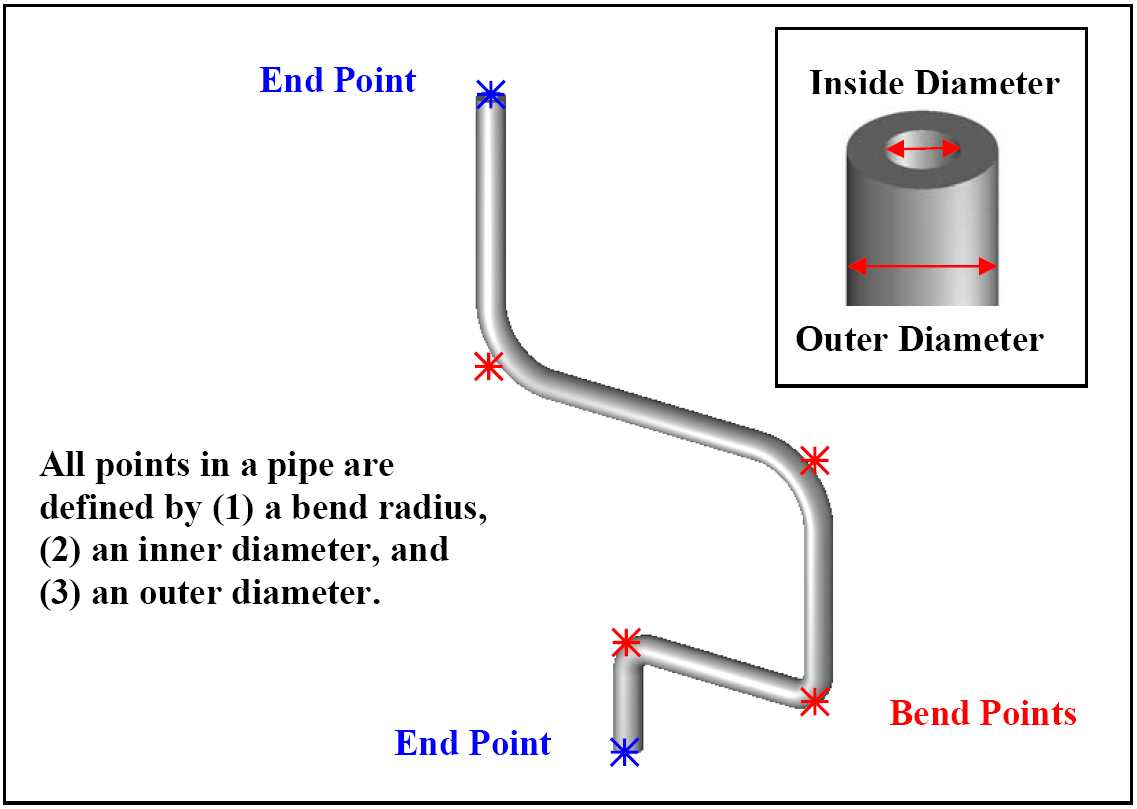 End Point
Inside Diameter
Outer Diameter
All points in a pipe are
defined by (1) a bend radius,
(2) an inner diameter, and
(3) an outer diameter.
Bend Points
End Point